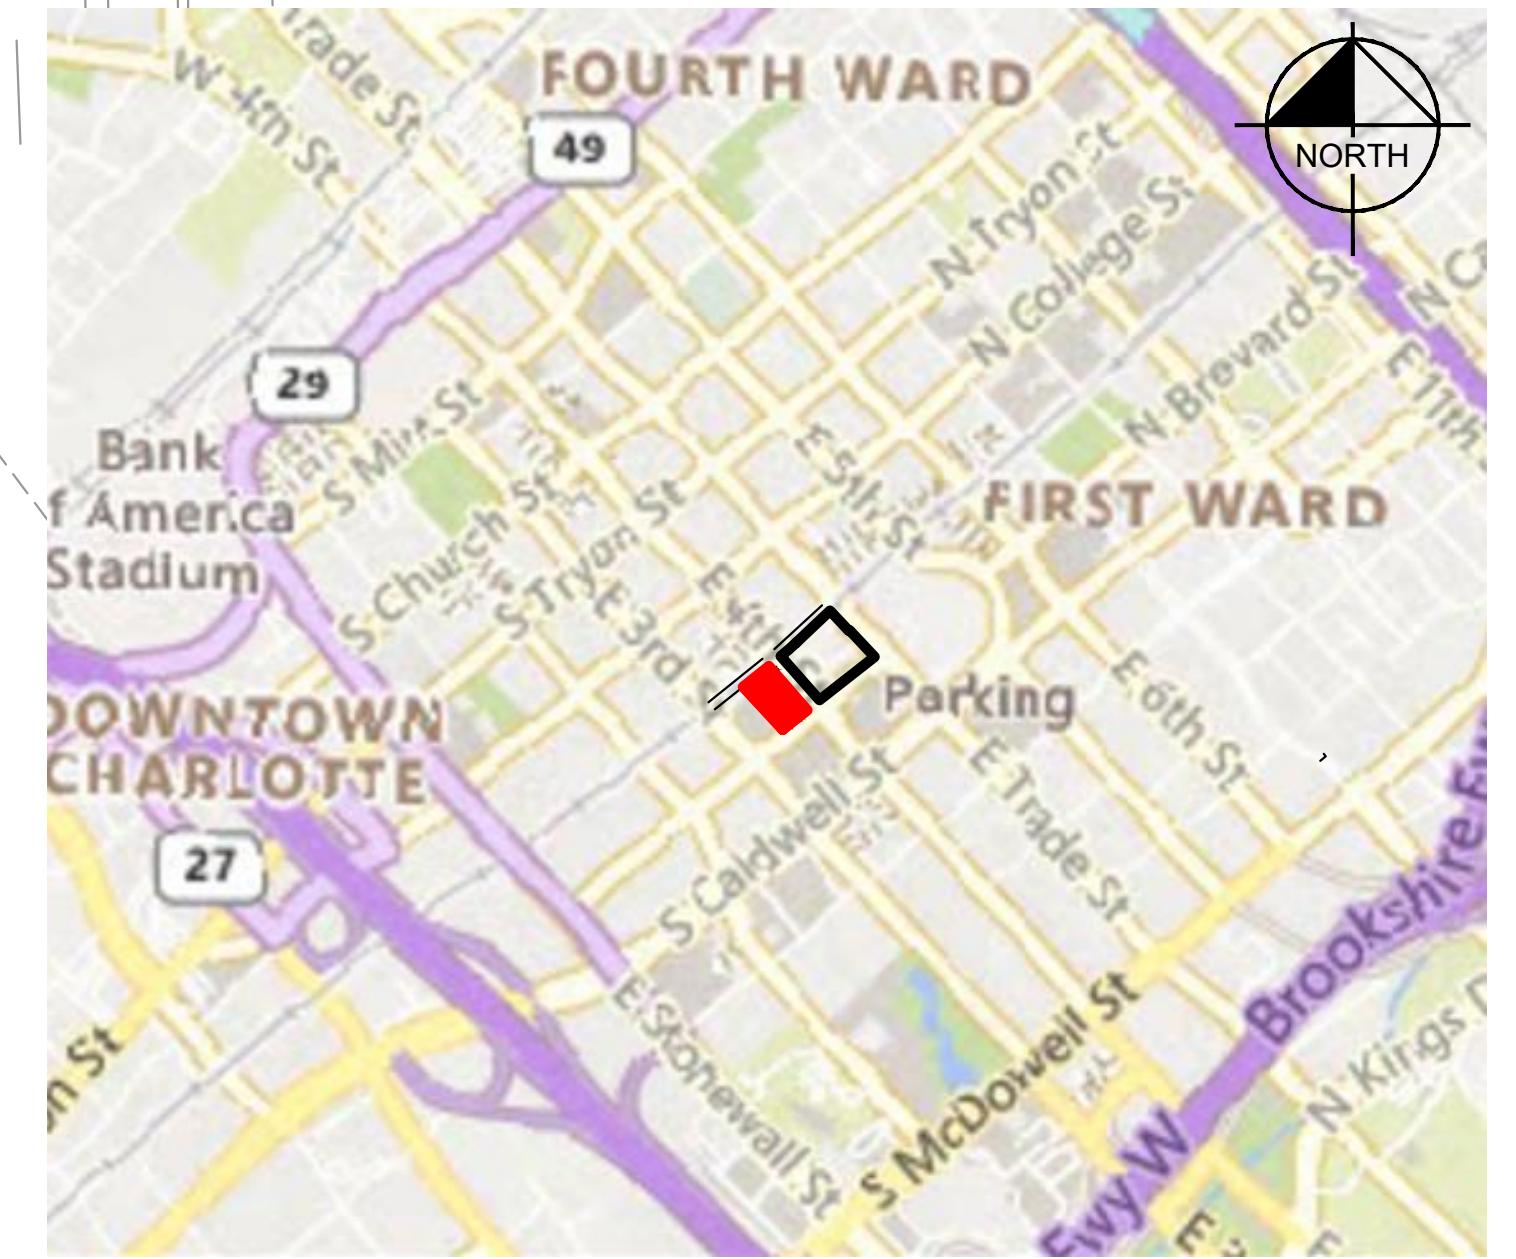 Trade St
W 4th St
FOURTH WARD
49
NORTH
N Tryon St
N College St
N Brevard St
E 11th
29
S Mint St
Bank
f America
Stadium
E 5th St
FIRST WARD
S Church St
S Tryon St
E 3rd S
E 4th
Parking
E 6th St
DOWNTOWN
CHARLOTTE
E Trade St
S Caldwell St
27
Brookshire Fw
E Stonewall St
S McDowell St
N Kings D
n St
Fwy W
E